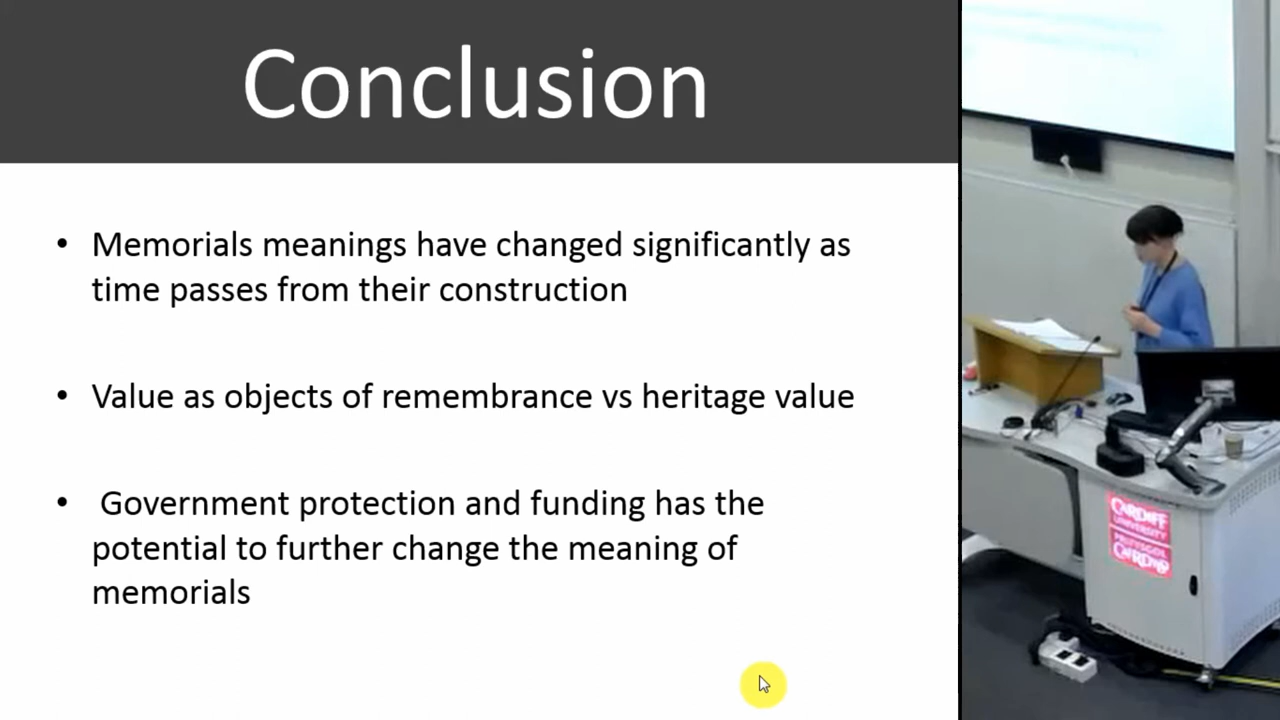 Conclusion
• Memorials meanings have changed significantly as
time passes from their construction
• Value as objects of remembrance vs heritage value
• Government protection and funding has the
potential to further change the meaning of
memorials
CARDIFF
UNIVERSITY
PRIFYSGOL
CAERDYDD